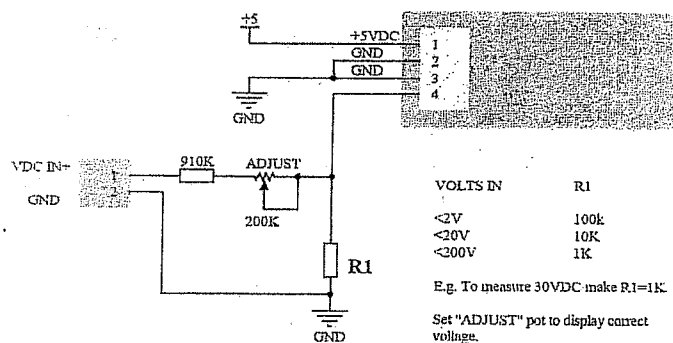 +5
+5VDC
GND
GND
1
2
3
4
GND
VDC IN+
1
2
GND
910K
ADJUST
200K
R1
GND
VOLTS IN R1
<2V 100k
<20V 10K
<200V 1K
E.g. To measure 30VDC make R1=1K.
Set "ADJUST" pot to display correct
voltage.